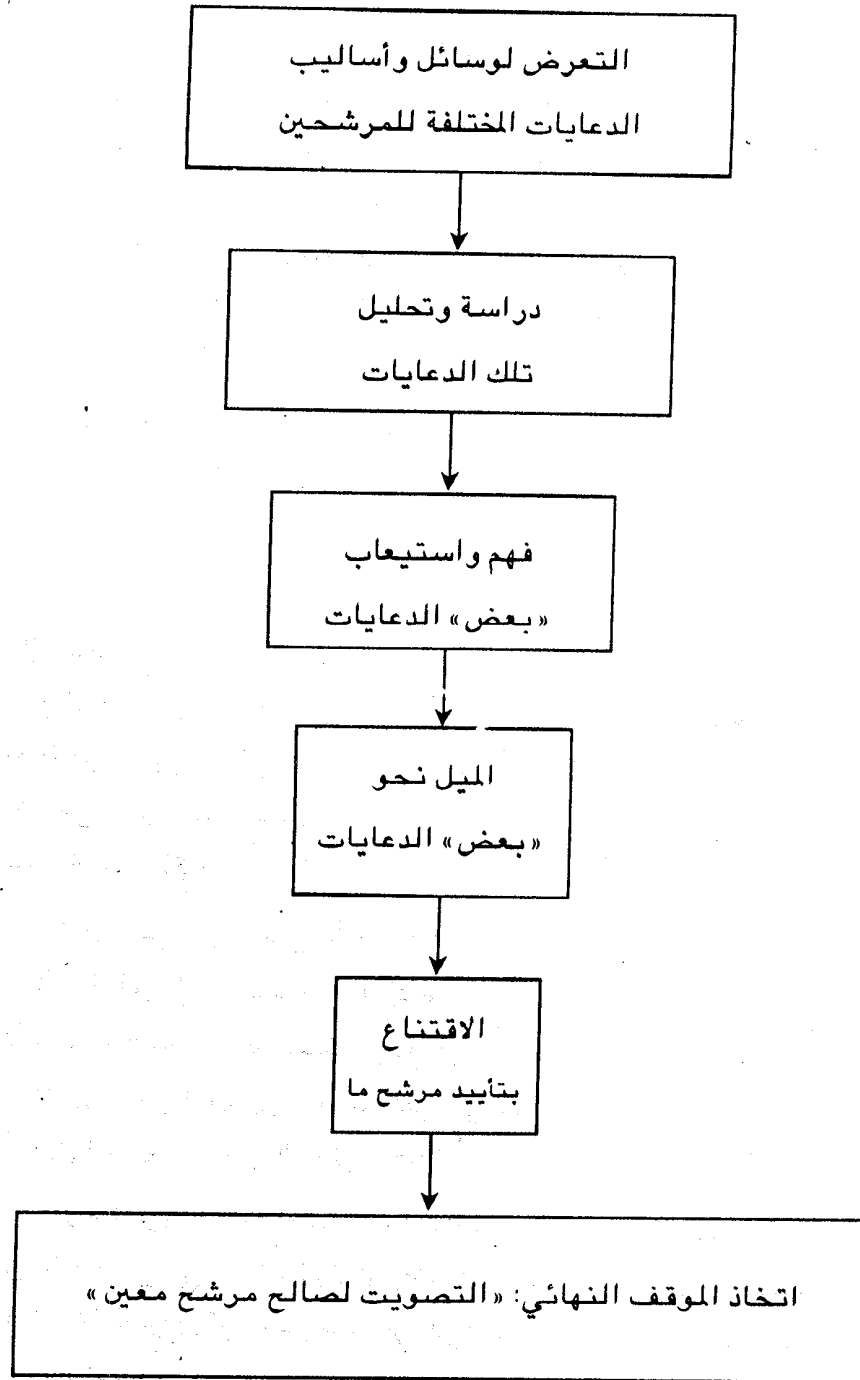 التعرض لوسائل وأساليب
الدعايات المختلفة للمرشحين
دراسة وتحليل
تلك الدعايات
فهم واستيعاب
«بعض» الدعايات
الميل نحو
«بعض» الدعايات
الاقتناع
بتأييد مرشح ما
اتخاذ الموقف النهائي: «التصويت لصالح مرشح معين»